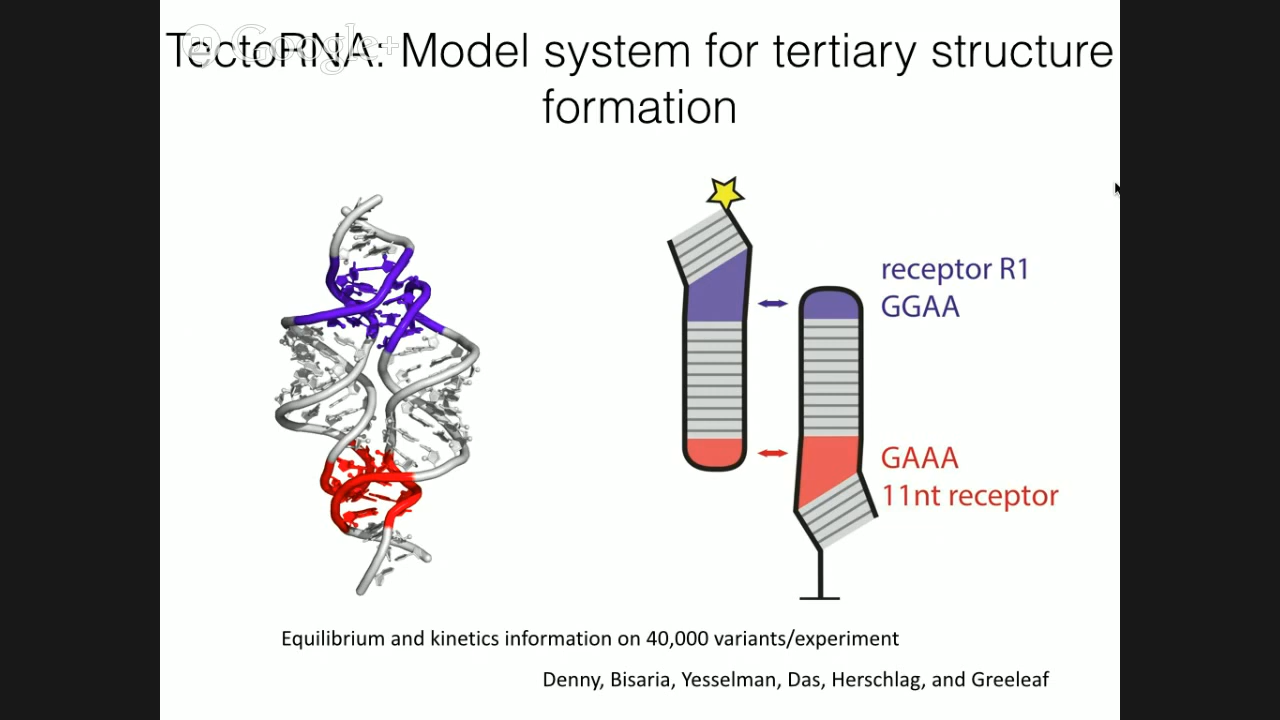 TectoRNA: Model system for tertiary structure
formation
Google+
receptor R1
GGAA
GAAA
11nt receptor
Equilibrium and kinetics information on 40,000 variants/experiment
Denny, Bisaria, Yesselman, Das, Herschlag, and Greeleaf